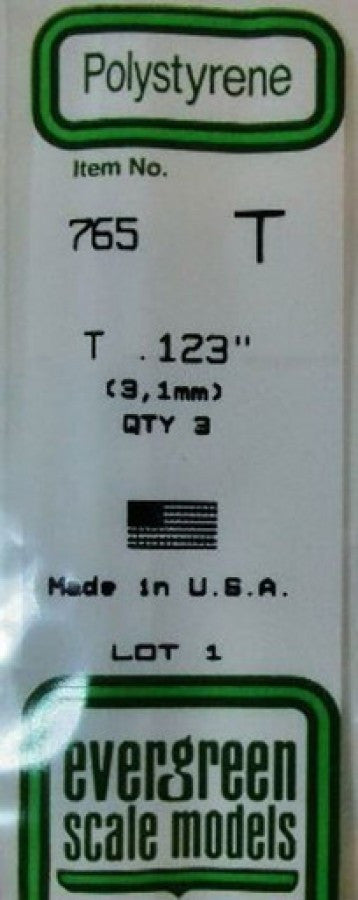 Polystyrene
Item No.
765 T
T .123"
(3,1mm)
QTY 3
Made in U.S.A.
LOT 1
evergreen
scale models